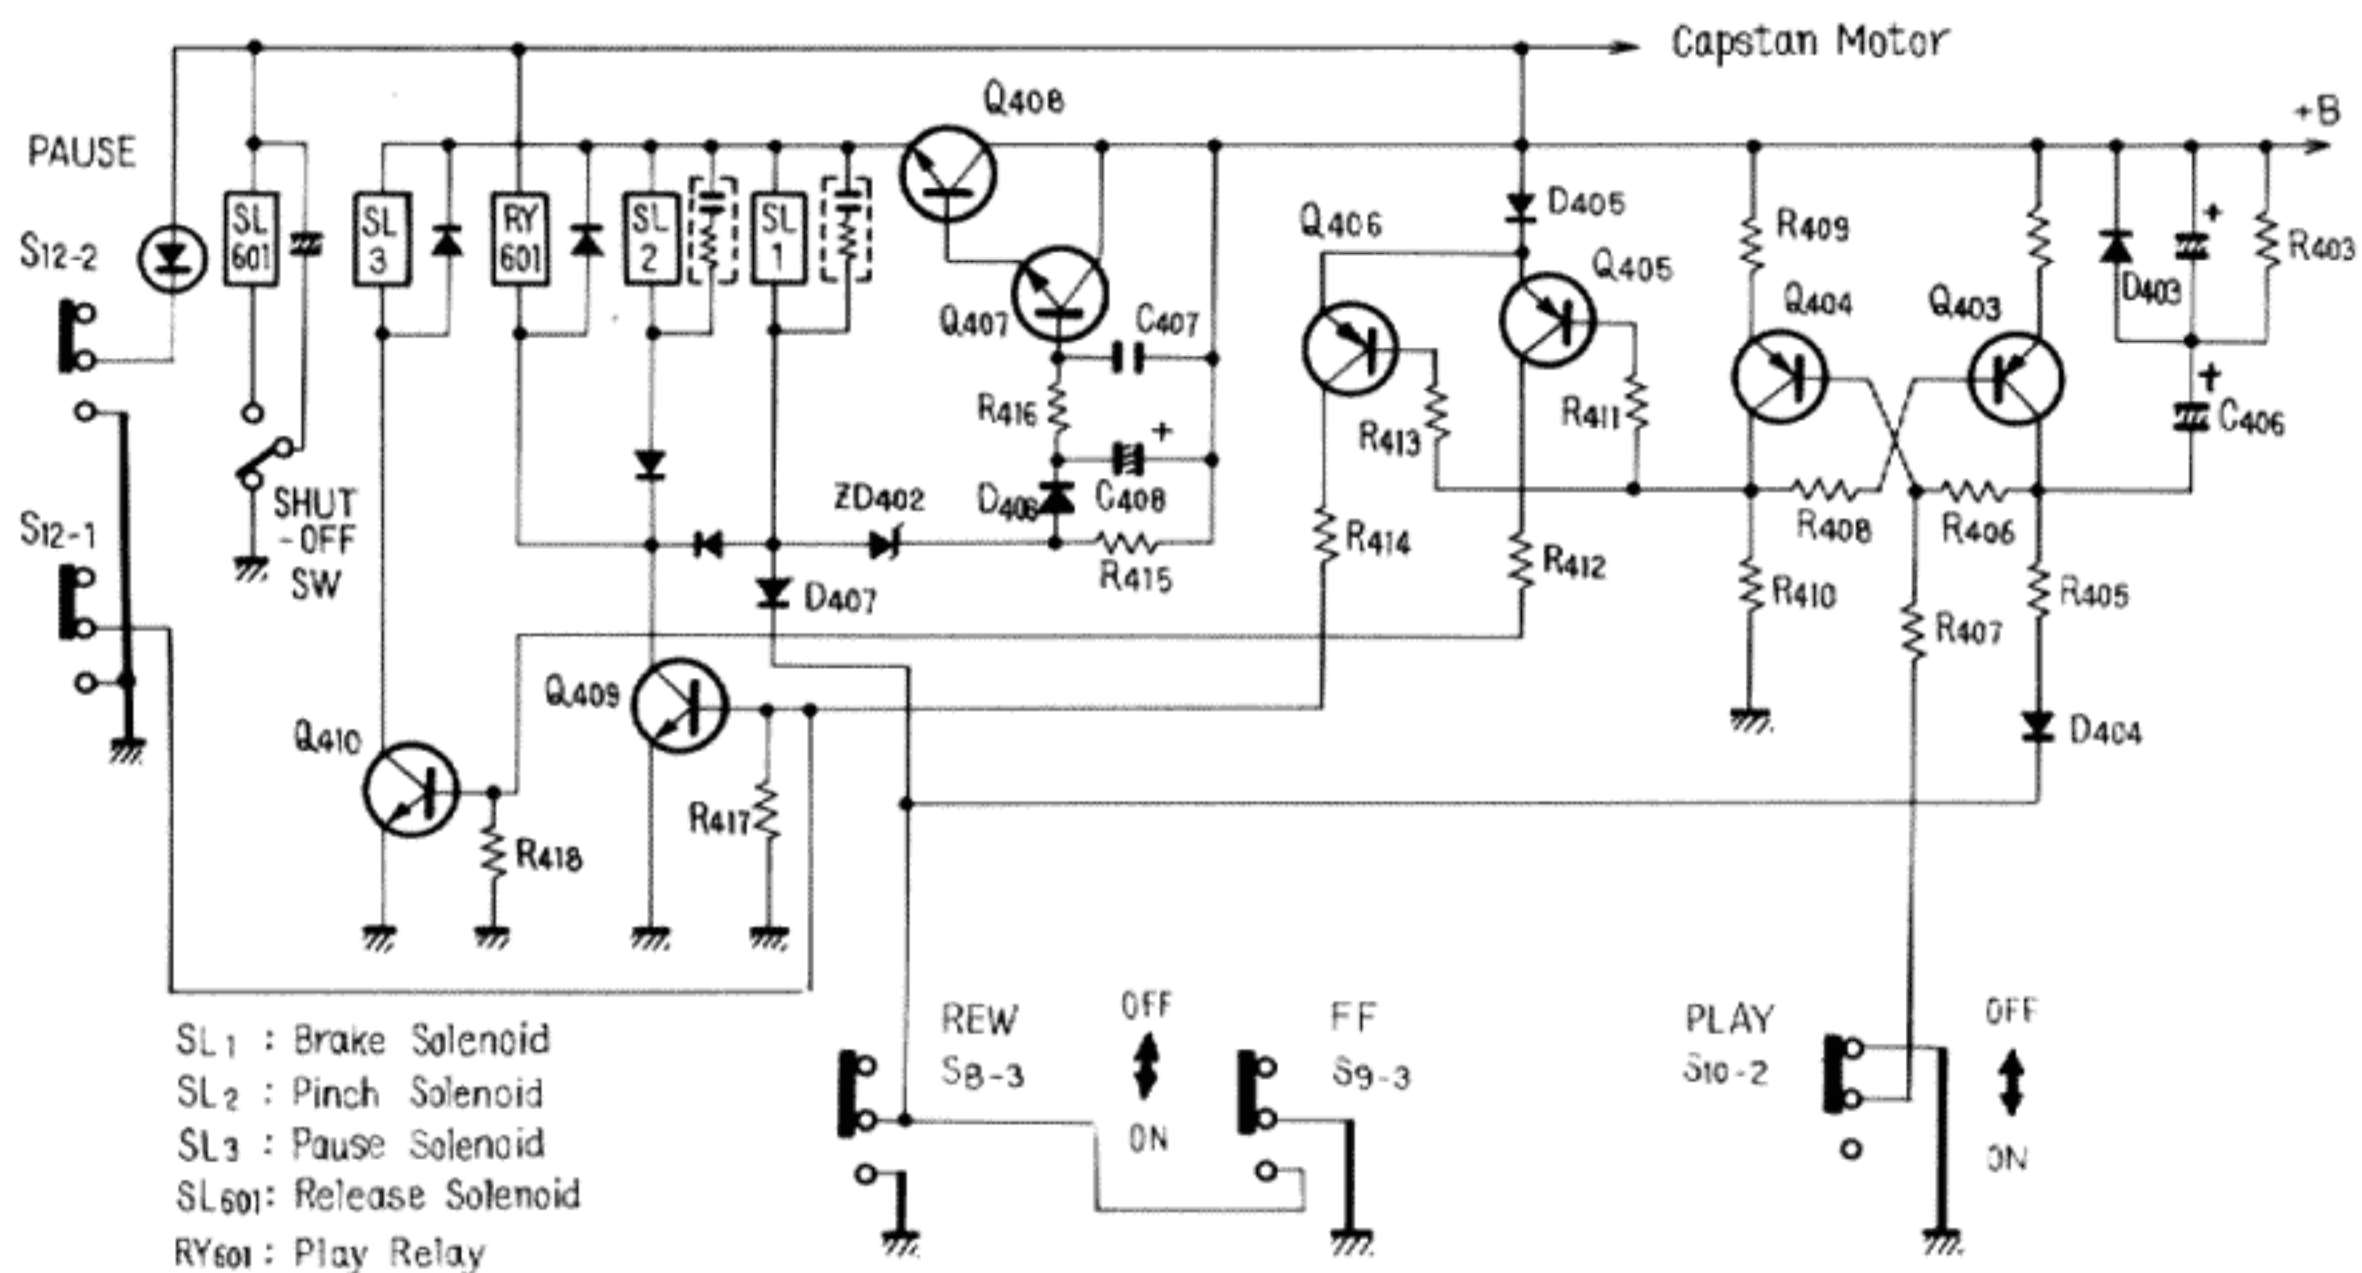 Capstan Motor
+B
Q408
PAUSE
S12-2
SL 601
SL 3
RY 601
SL 2
SL 1
Q407
C407
R416
+
C408
D406
ZD402
R415
D407
Q406
D405
Q405
R413
R411
R414
R412
R409
Q404
Q403
D403
+
R403
+
C406
R408
R406
R410
R407
R405
D404
SHUT
-OFF
SW
S12-1
Q409
Q410
R417
R418
SL1 : Brake Solenoid
SL2 : Pinch Solenoid
SL3 : Pause Solenoid
SL601: Release Solenoid
RY601 : Play Relay
REW
S8-3
OFF
ON
FF
S9-3
PLAY
S10-2
OFF
ON